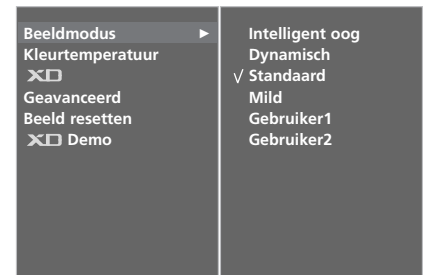 Beeldmodus ►
Kleurtemperatuur
XD
Geavanceerd
Beeld resetten
XD Demo
Intelligent oog
Dynamisch
√ Standaard
Mild
Gebruiker1
Gebruiker2